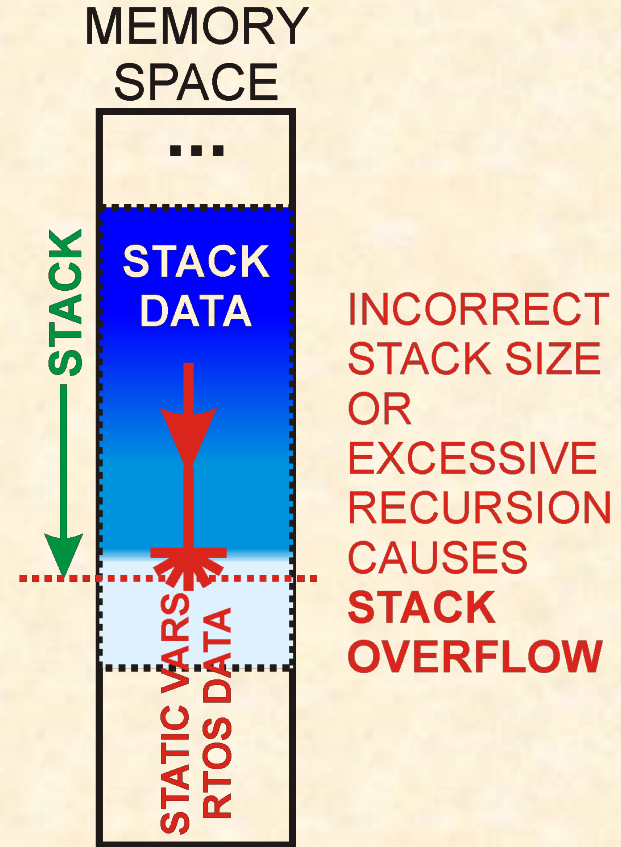 MEMORY
SPACE
...
STACK
STACK
DATA
INCORRECT
STACK SIZE
OR
EXCESSIVE
RECURSION
CAUSES
STACK
OVERFLOW
STATIC VARS
RTOS DATA